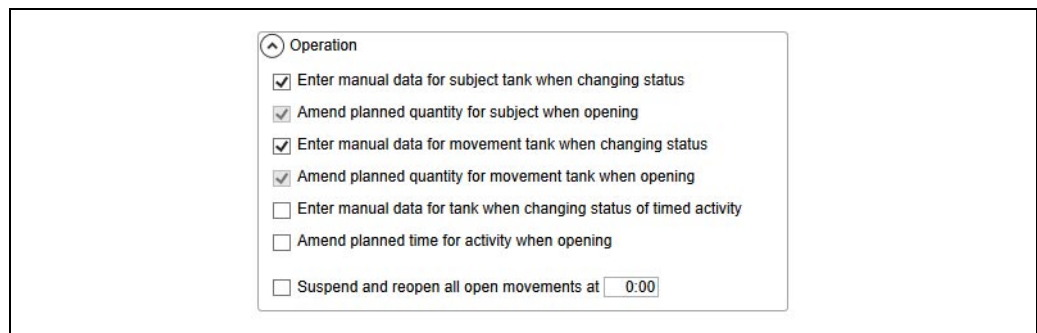 Operation
Enter manual data for subject tank when changing status
Amend planned quantity for subject when opening
Enter manual data for movement tank when changing status
Amend planned quantity for movement tank when opening
Enter manual data for tank when changing status of timed activity
Amend planned time for activity when opening
Suspend and reopen all open movements at 0:00